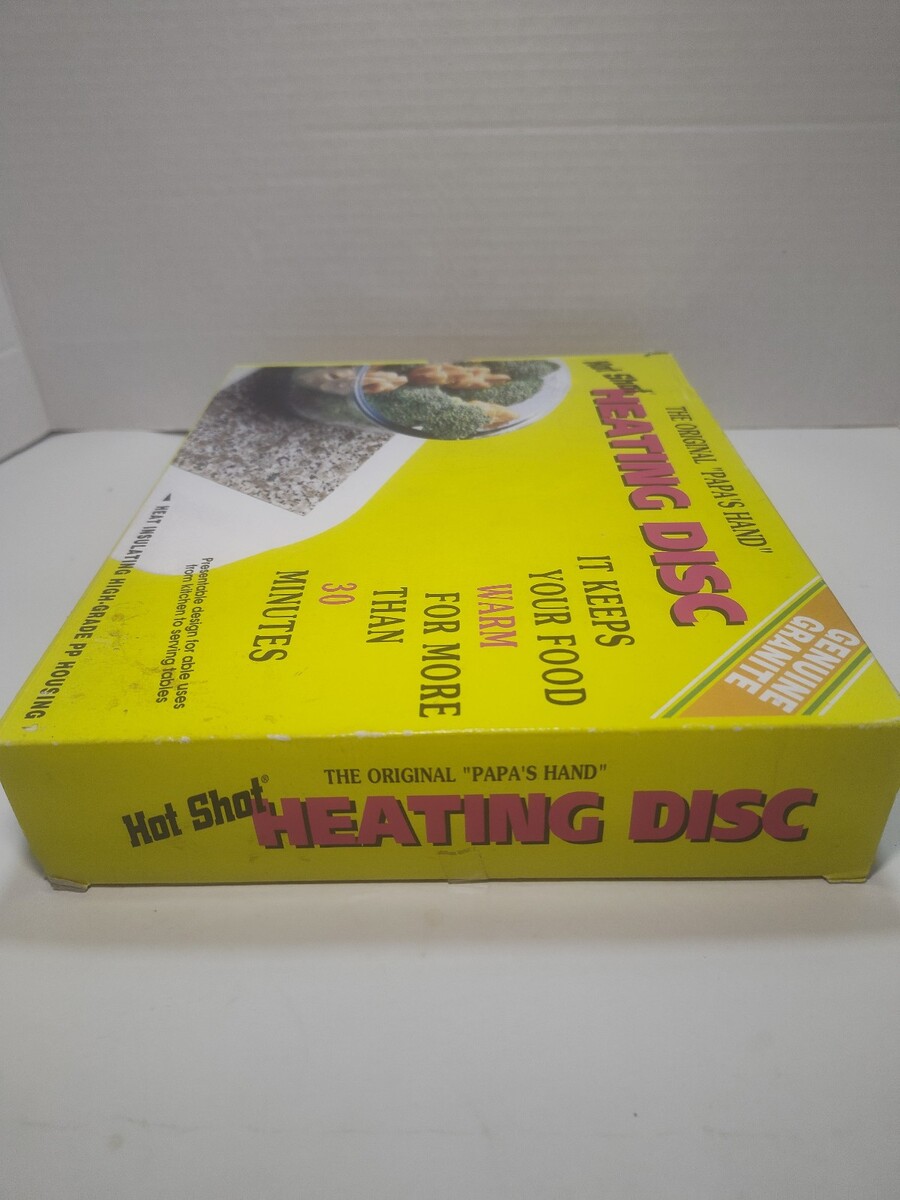 THE ORIGINAL "PAPA'S HAND"
Hot Shot HEATING DISC
GENUINE
GRANITE
IT KEEPS
YOUR FOOD
WARM
FOR MORE
THAN
30
MINUTES
Presentable design for able uses
from kitchen to serving tables
◀ HEAT INSULATING HIGH-GRADE PP HOUSING
THE ORIGINAL "PAPA'S HAND"
Hot Shot® HEATING DISC